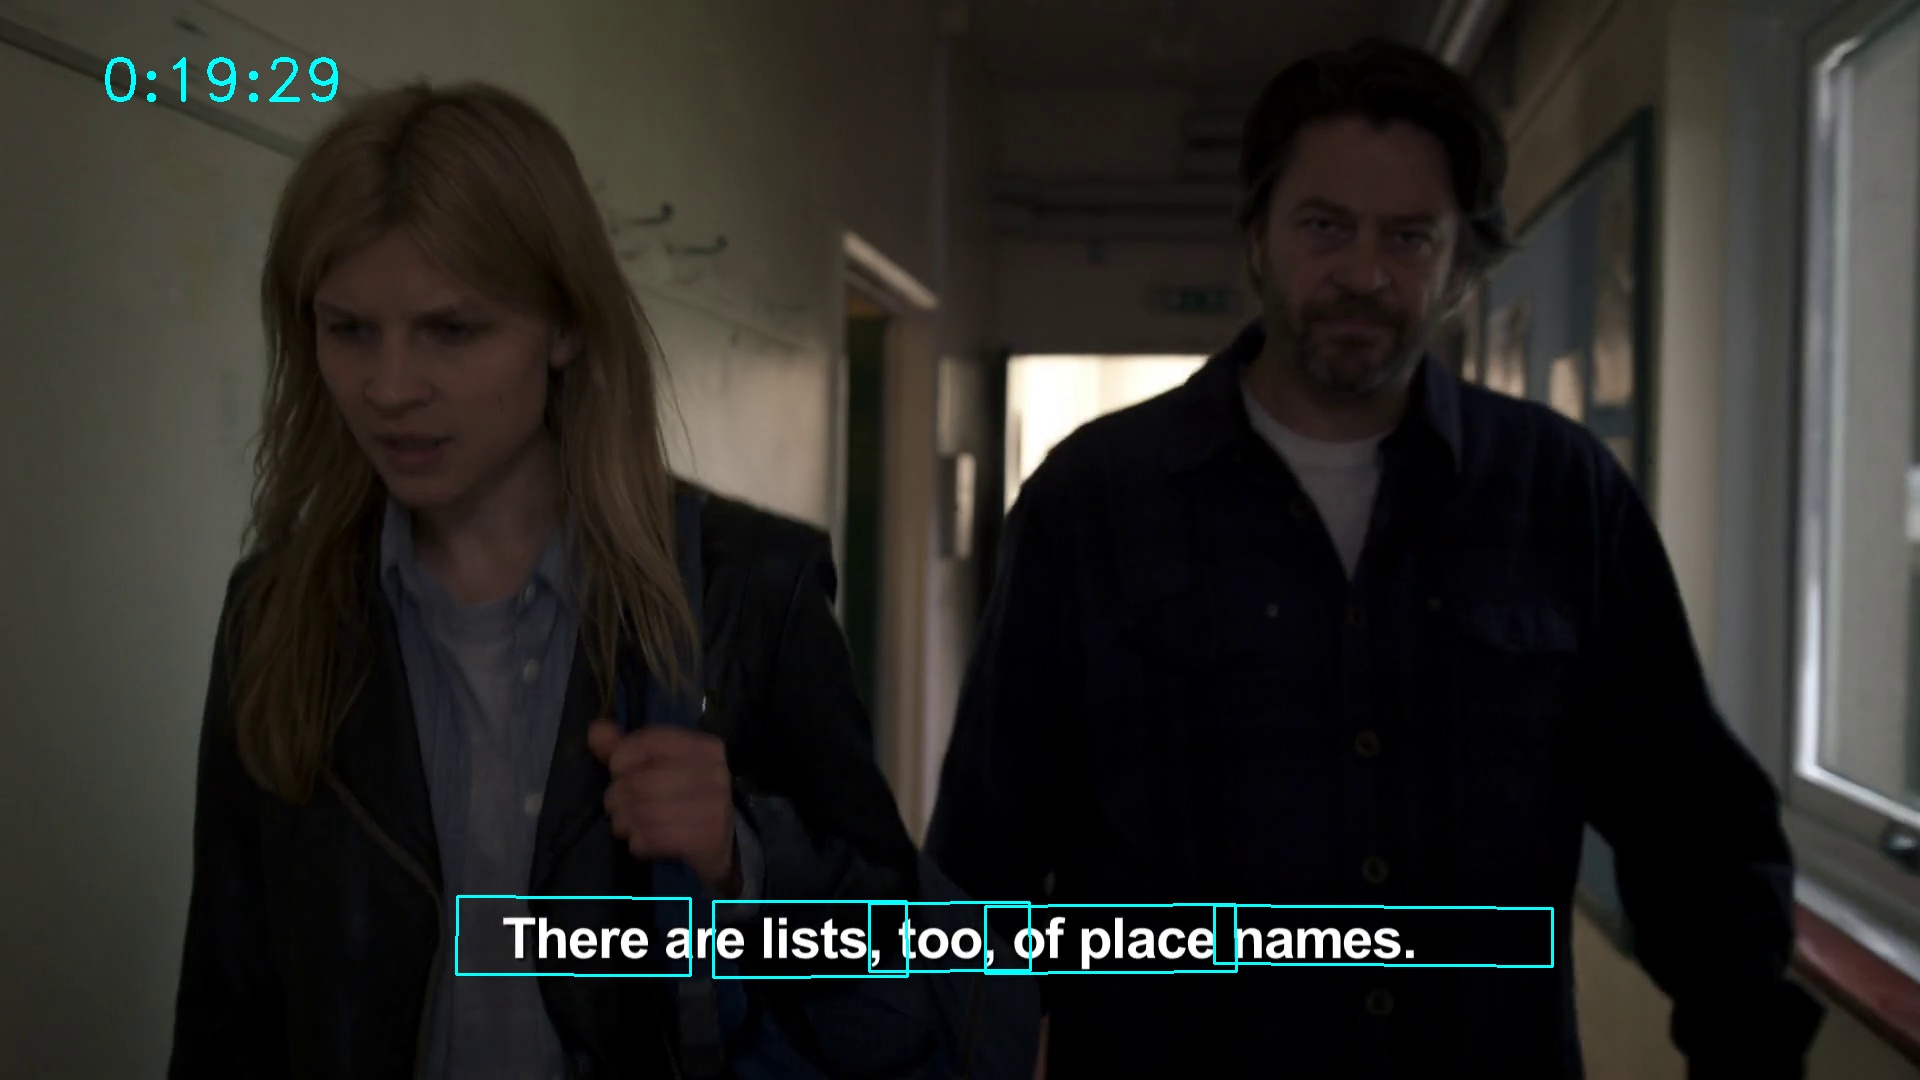 0:19:29
There are lists, too, of place names.